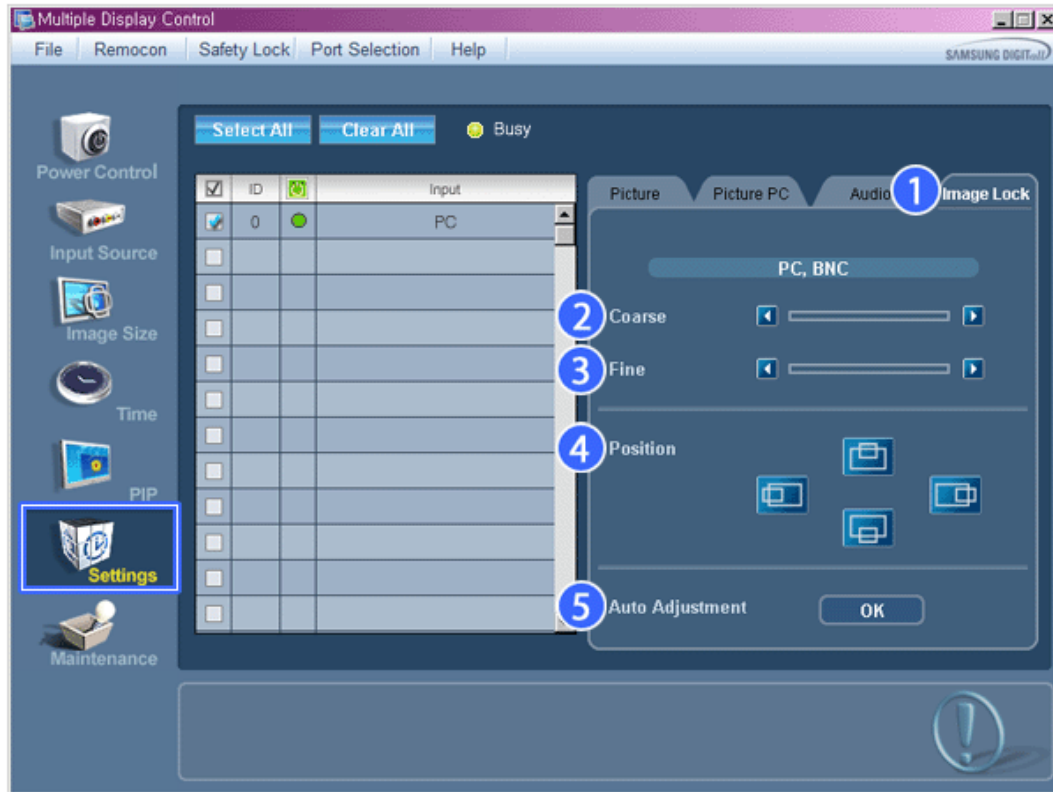 Multiple Display Control
File Remocon Safety Lock Port Selection Help
SAMSUNG DIGITall
Select All Clear All Busy
Power Control
Input Source
Image Size
Time
PIP
Settings
Maintenance
ID Input
0 PC
Picture Picture PC Audio 1 Image Lock
PC, BNC
2 Coarse
3 Fine
4 Position
5 Auto Adjustment OK